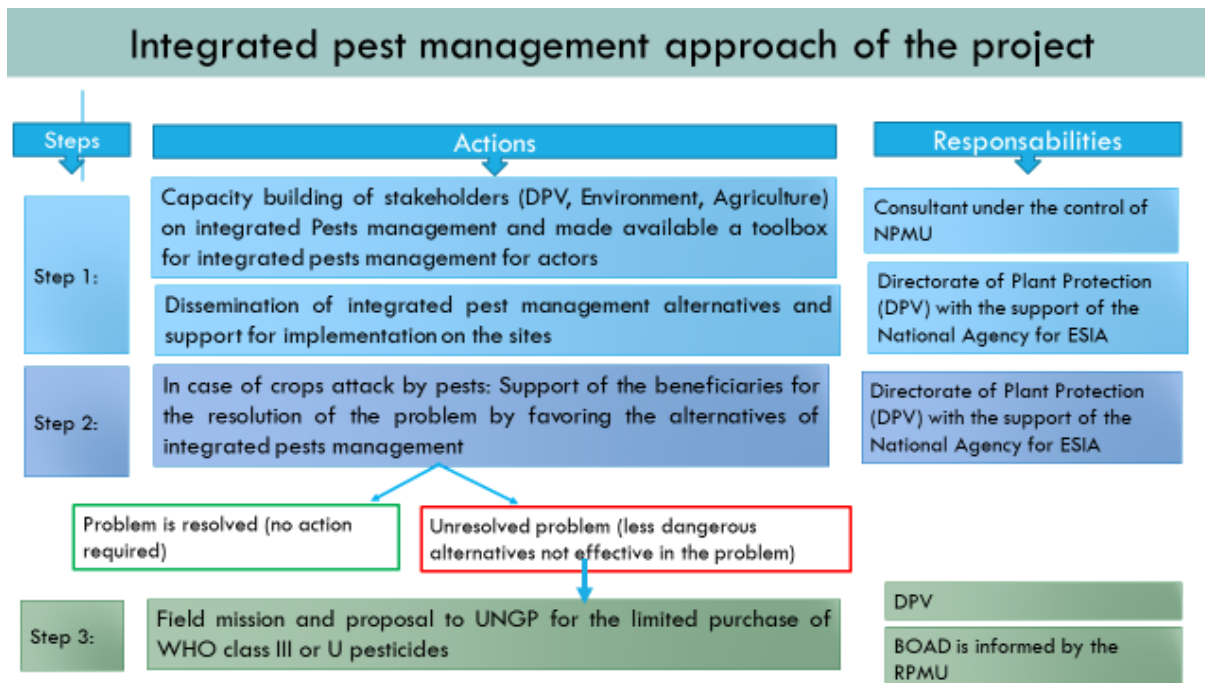 Integrated pest management approach of the project
Steps
Actions
Responsabilities
Step 1:
Capacity building of stakeholders (DPV, Environment, Agriculture)
on integrated Pests management and made available a toolbox
for integrated pests management for actors
Consultant under the control of
NPMU
Dissemination of integrated pest management alternatives and
support for implementation on the sites
Directorate of Plant Protection
(DPV) with the support of the
National Agency for ESIA
Step 2:
In case of crops attack by pests: Support of the beneficiaries for
the resolution of the problem by favoring the alternatives of
integrated pests management
Directorate of Plant Protection
(DPV) with the support of the
National Agency for ESIA
Problem is resolved (no action
required)
Unresolved problem (less dangerous
alternatives not effective in the problem)
Step 3:
Field mission and proposal to UNGP for the limited purchase of
WHO class III or U pesticides
DPV
BOAD is informed by the
RPMU